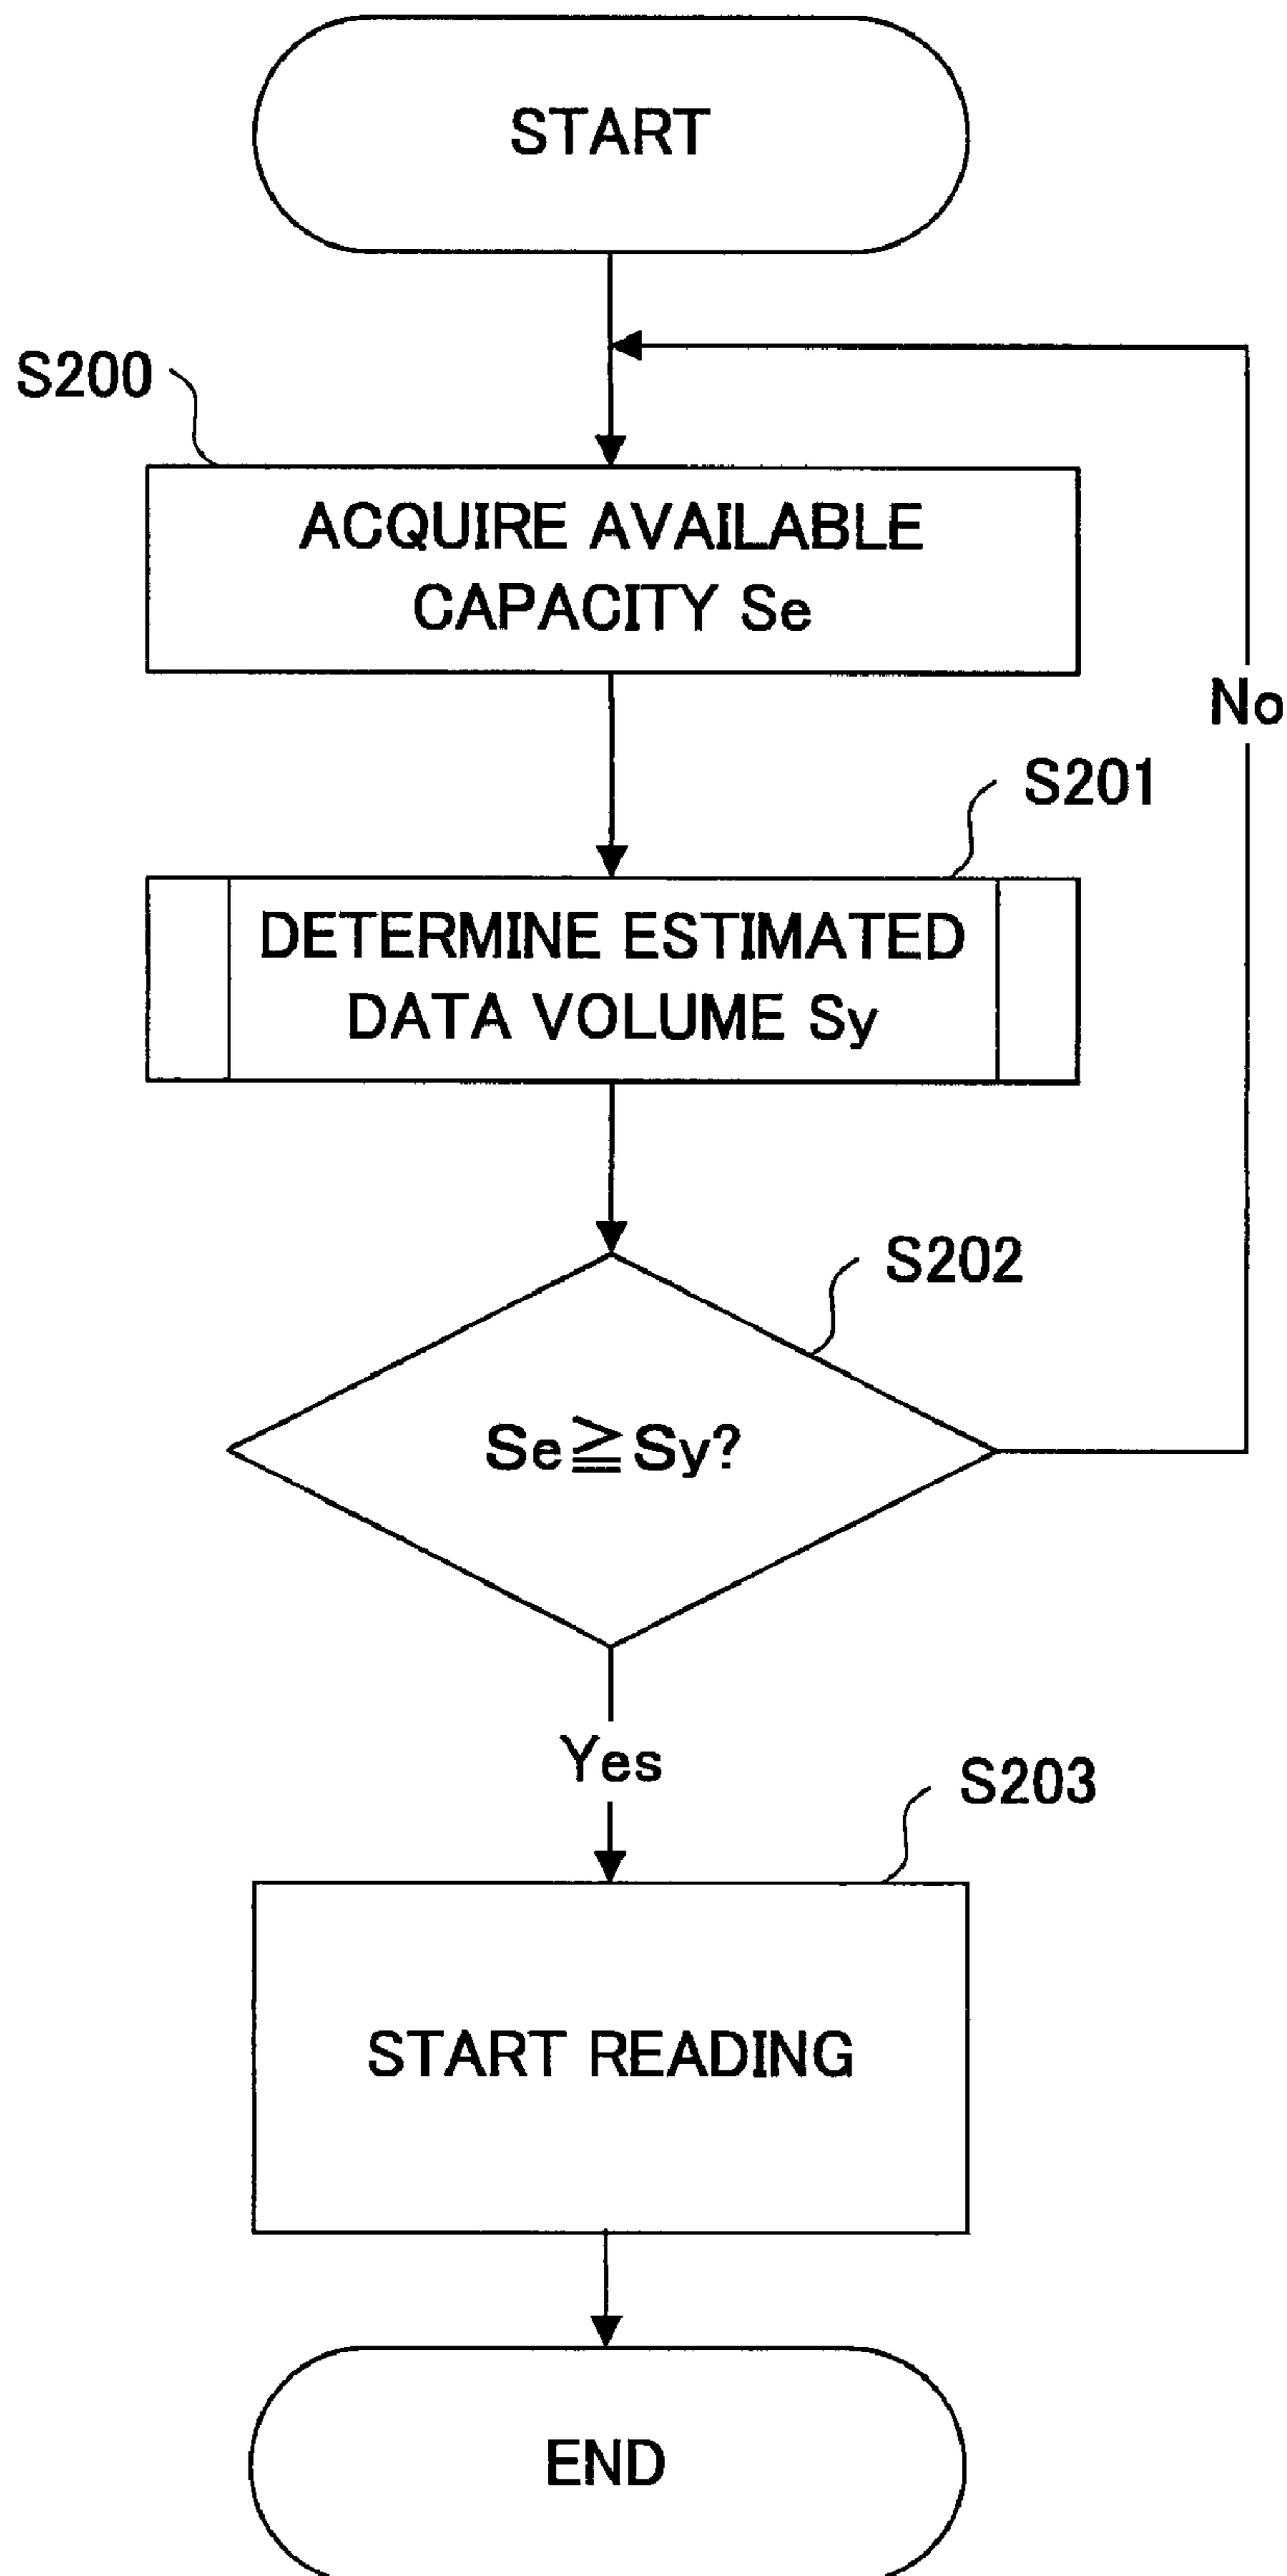 START
S200
ACQUIRE AVAILABLE
CAPACITY Se
No
S201
DETERMINE ESTIMATED
DATA VOLUME Sy
S202
Se≧Sy?
Yes
S203
START READING
END